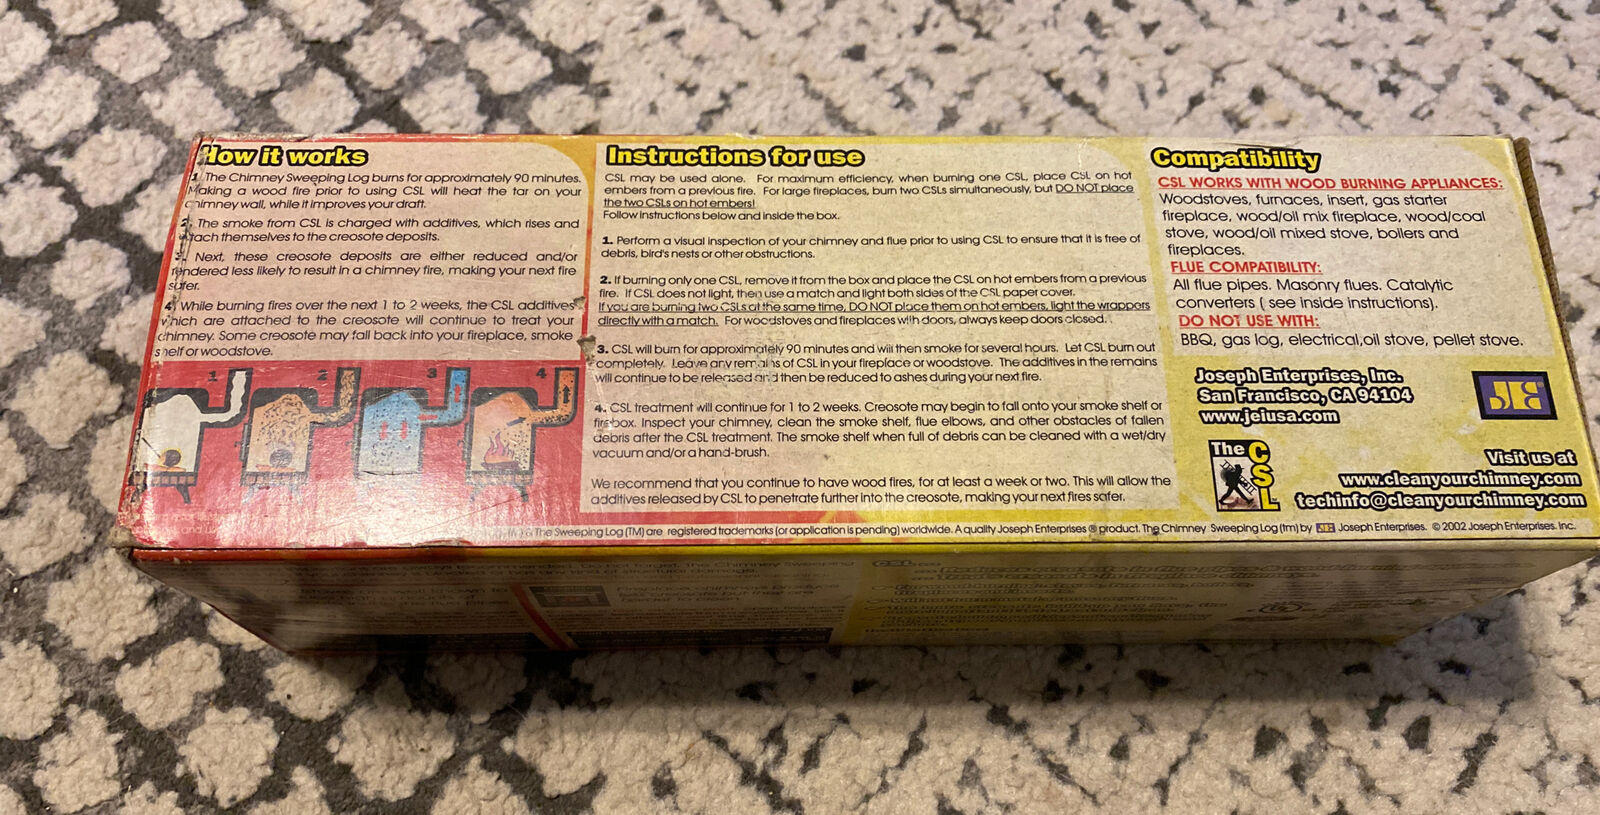 How it works
1. The Chimney Sweeping Log burns for approximately 90 minutes.
Making a wood fire prior to using CSL will heat the tar on your
chimney wall, while it improves your draft.
2. The smoke from CSL is charged with additives, which rises and
attach themselves to the creosote deposits.
3. Next, these creosote deposits are either reduced and/or
rendered less likely to result in a chimney fire, making your next fire
safer.
4. While burning fires over the next 1 to 2 weeks, the CSL additives
which are attached to the creosote will continue to treat your
chimney. Some creosote may fall back into your fireplace, smoke
shelf or woodstove.
1 2 3 4
Instructions for use
CSL may be used alone. For maximum efficiency, when burning one CSL, place CSL on hot
embers from a previous fire. For large fireplaces, burn two CSLs simultaneously, but DO NOT place
the two CSLs on hot embers!
Follow instructions below and inside the box.
1. Perform a visual inspection of your chimney and flue prior to using CSL to ensure that it is free of
debris, bird's nests or other obstructions.
2. If burning only one CSL, remove it from the box and place the CSL on hot embers from a previous
fire. If CSL does not light, then use a match and light both sides of the CSL paper cover.
If you are burning two CSLs at the same time, DO NOT place them on hot embers, light the wrappers
directly with a match. For woodstoves and fireplaces with doors, always keep doors closed.
3. CSL will burn for approximately 90 minutes and will then smoke for several hours. Let CSL burn out
completely. Leave any remains of CSL in your fireplace or woodstove. The additives in the remains
will continue to be released and then be reduced to ashes during your next fire.
4. CSL treatment will continue for 1 to 2 weeks. Creosote may begin to fall onto your smoke shelf or
firebox. Inspect your chimney, clean the smoke shelf, flue elbows, and other obstacles of fallen
debris after the CSL treatment. The smoke shelf when full of debris can be cleaned with a wet/dry
vacuum and/or a hand-brush.
We recommend that you continue to have wood fires, for at least a week or two. This will allow the
additives released by CSL to penetrate further into the creosote, making your next fires safer.
Compatibility
CSL WORKS WITH WOOD BURNING APPLIANCES:
Woodstoves, furnaces, insert, gas starter
fireplace, wood/oil mix fireplace, wood/coal
stove, wood/oil mixed stove, boilers and
fireplaces.
FLUE COMPATIBILITY:
All flue pipes. Masonry flues. Catalytic
converters ( see inside instructions).
DO NOT USE WITH:
BBQ, gas log, electrical,oil stove, pellet stove.
Joseph Enterprises, Inc.
San Francisco, CA 94104
www.jeiusa.com
JEI
The CSL
Visit us at
www.cleanyourchimney.com
techinfo@cleanyourchimney.com
The Sweeping Log (TM) are registered trademarks (or application is pending) worldwide. A quality Joseph Enterprises ® product. The Chimney Sweeping Log (tm) by JEI Joseph Enterprises. © 2002 Joseph Enterprises. Inc.
The Chimney Sweeping
CSL